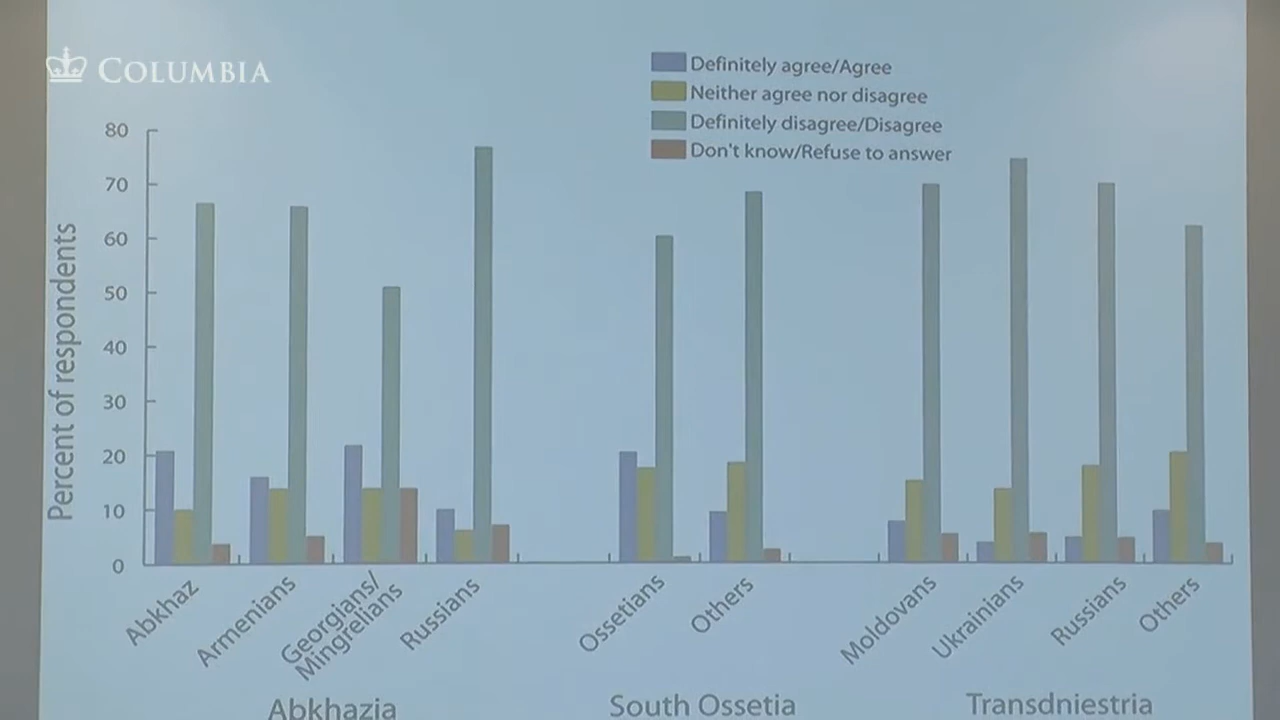 COLUMBIA
Definitely agree/Agree
Neither agree nor disagree
Definitely disagree/Disagree
Don't know/Refuse to answer
Percent of respondents
80
70
60
50
40
30
20
10
0
Abkhaz
Armenians
Georgians/
Mingrelians
Russians
Ossetians
Others
Moldovans
Ukrainians
Russians
Others
Abkhazia
South Ossetia
Transdniestria